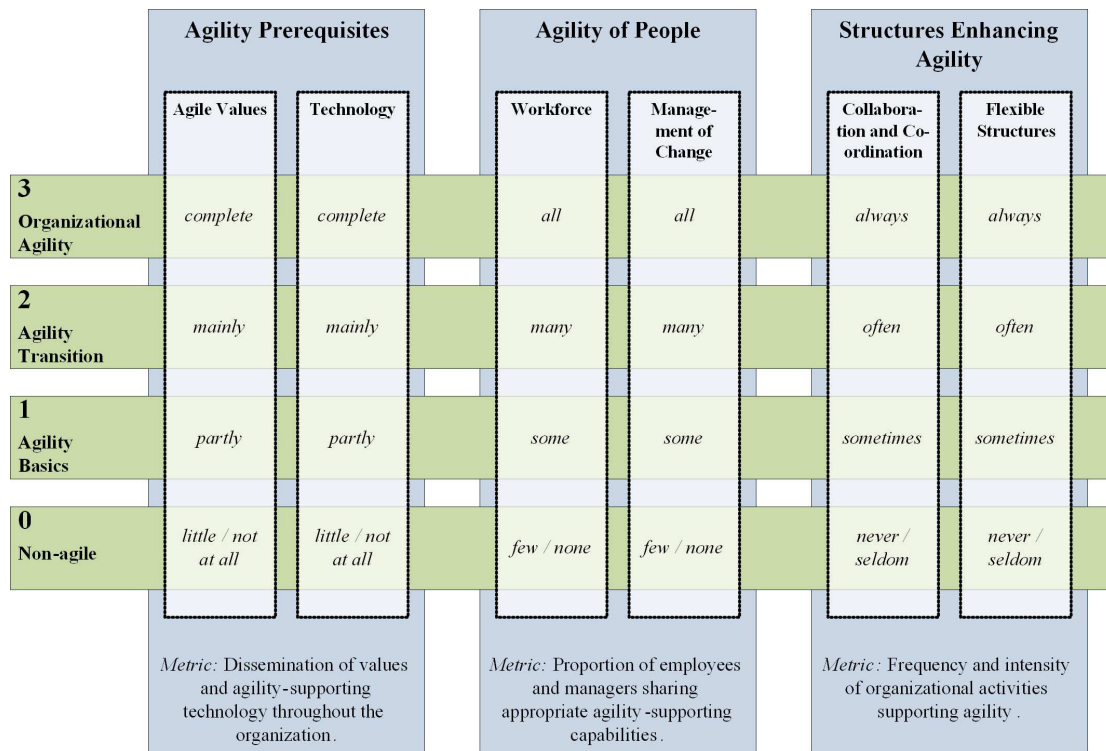 Agility Prerequisites
Agility of People
Structures Enhancing
Agility
Agile Values
Technology
Workforce
Manage-
ment of
Change
Collabora-
tion and Co-
ordination
Flexible
Structures
3
Organizational
Agility
complete
complete
all
all
always
always
2
Agility
Transition
mainly
mainly
many
many
often
often
1
Agility
Basics
partly
partly
some
some
sometimes
sometimes
0
Non-agile
little / not
at all
little / not
at all
few / none
few / none
never /
seldom
never /
seldom
Metric: Dissemination of values
and agility-supporting
technology throughout the
organization.
Metric: Proportion of employees
and managers sharing
appropriate agility-supporting
capabilities.
Metric: Frequency and intensity
of organizational activities
supporting agility.